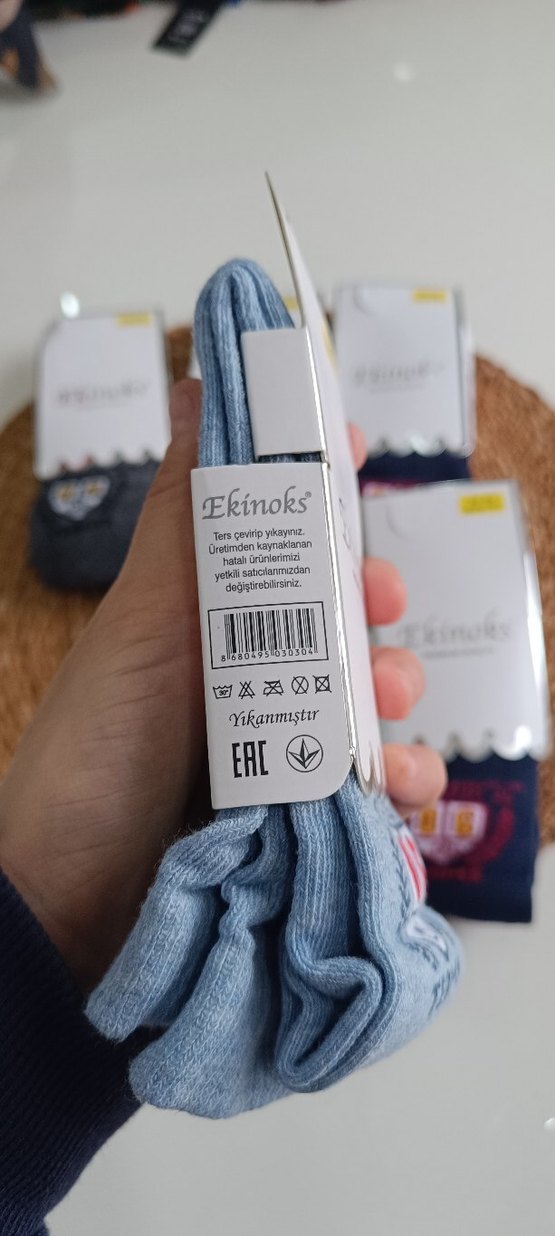 Ekinoks®
Ters çevirip yıkayınız.
Üretimden kaynaklanan
hatalı ürünlerimizi
yetkili satıcılarımızdan
değiştirebilirsiniz.
8 680495 030304
30°
Yıkanmıştır
EAC
Ekinoks
Ekinoks
Ekinoks